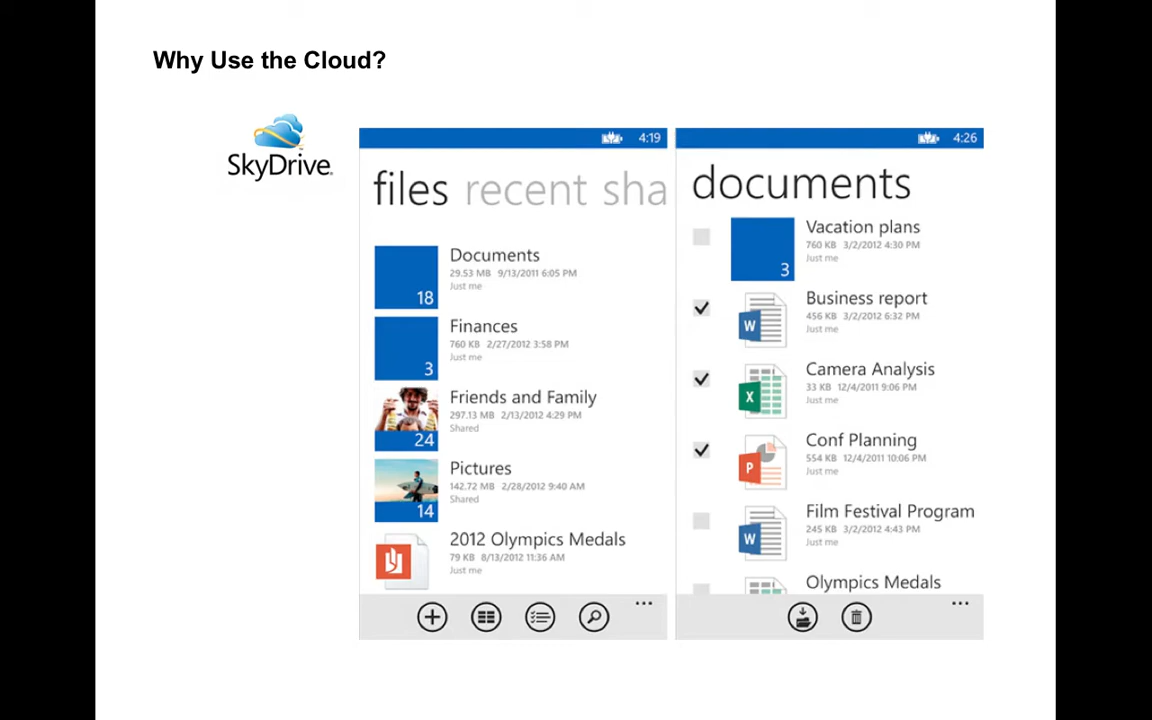 Why Use the Cloud?
SkyDrive
4:19
files recent sha
18
Documents
29.53 MB 9/13/2011 6:05 PM
Just me
3
Finances
760 KB 2/27/2012 3:58 PM
Just me
24
Friends and Family
297.13 MB 2/13/2012 4:29 PM
Shared
14
Pictures
142.72 MB 2/28/2012 9:40 AM
Shared
2012 Olympics Medals
79 KB 8/13/2012 11:36 AM
Just me
...
4:26
documents
3
Vacation plans
760 KB 3/2/2012 4:30 PM
Just me
W
Business report
456 KB 3/2/2012 6:32 PM
Just me
X
Camera Analysis
33 KB 12/4/2011 9:06 PM
Just me
P
Conf Planning
554 KB 12/4/2011 10:06 PM
Just me
W
Film Festival Program
245 KB 3/2/2012 4:43 PM
Just me
Olympics Medals
...